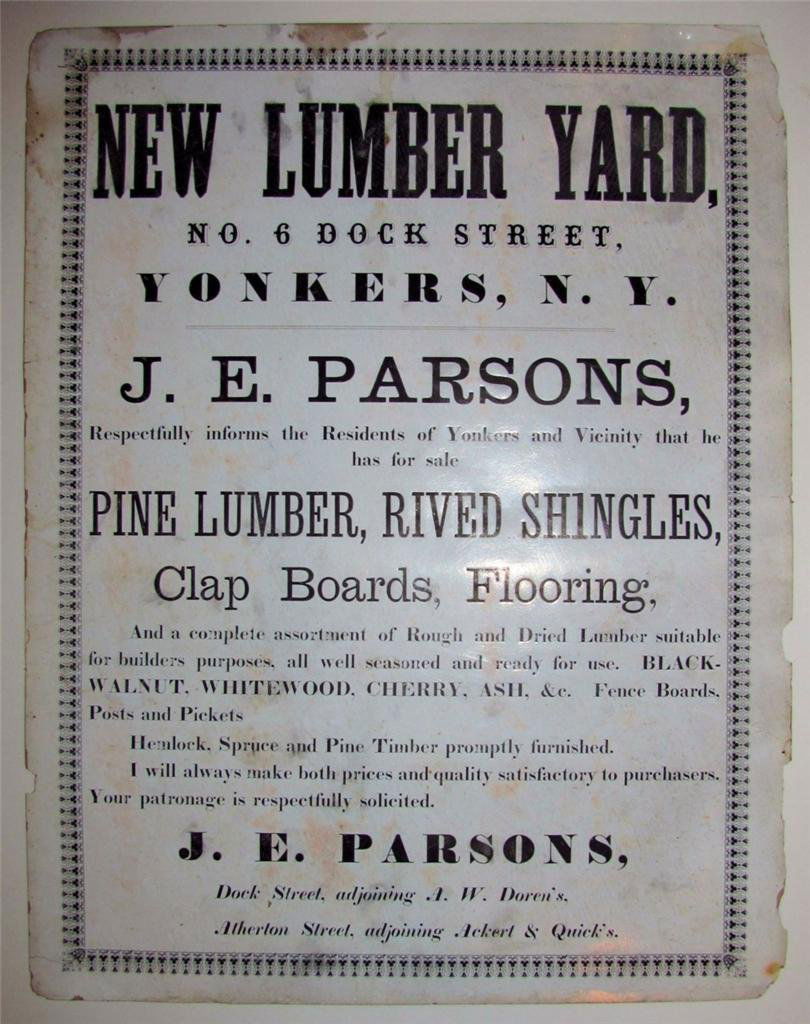 NEW LUMBER YARD,
NO. 6 DOCK STREET,
YONKERS, N. Y.
J. E. PARSONS,
Respectfully informs the Residents of Yonkers and Vicinity that he
has for sale
PINE LUMBER, RIVED SH1NGLES,
Clap Boards, Flooring,
And a complete assortment of Rough and Dried Lumber suitable
for builders purposes, all well seasoned and ready for use. BLACK-
WALNUT, WHITEWOOD, CHERRY, ASH, &c. Fence Boards,
Posts and Pickets
Hemlock, Spruce and Pine Timber promptly furnished.
I will always make both prices and quality satisfactory to purchasers.
Your patronage is respectfully solicited.
J. E. PARSONS,
Dock Street, adjoining A. W. Doren's,
Atherton Street, adjoining Ackert & Quick's.